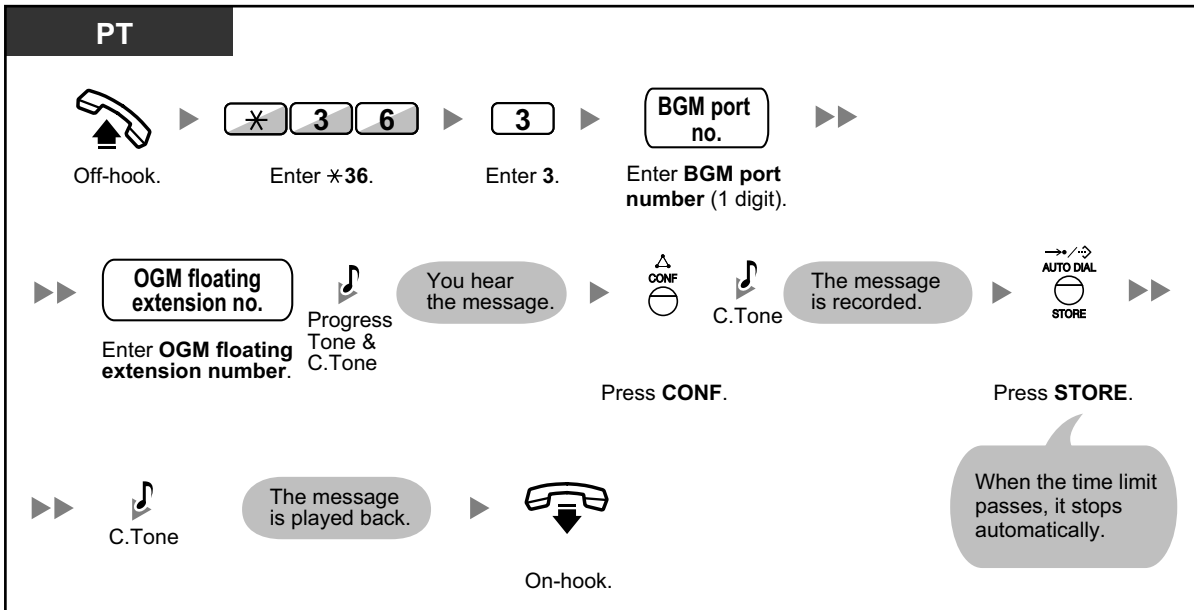 PT
✳ 3 6
3
BGM port
no.
Off-hook.
Enter ✳36.
Enter 3.
Enter BGM port
number (1 digit).
OGM floating
extension no.
Enter OGM floating
extension number.
Progress
Tone &
C.Tone
You hear
the message.
CONF
Press CONF.
C.Tone
The message
is recorded.
AUTO DIAL
STORE
Press STORE.
When the time limit
passes, it stops
automatically.
C.Tone
The message
is played back.
On-hook.